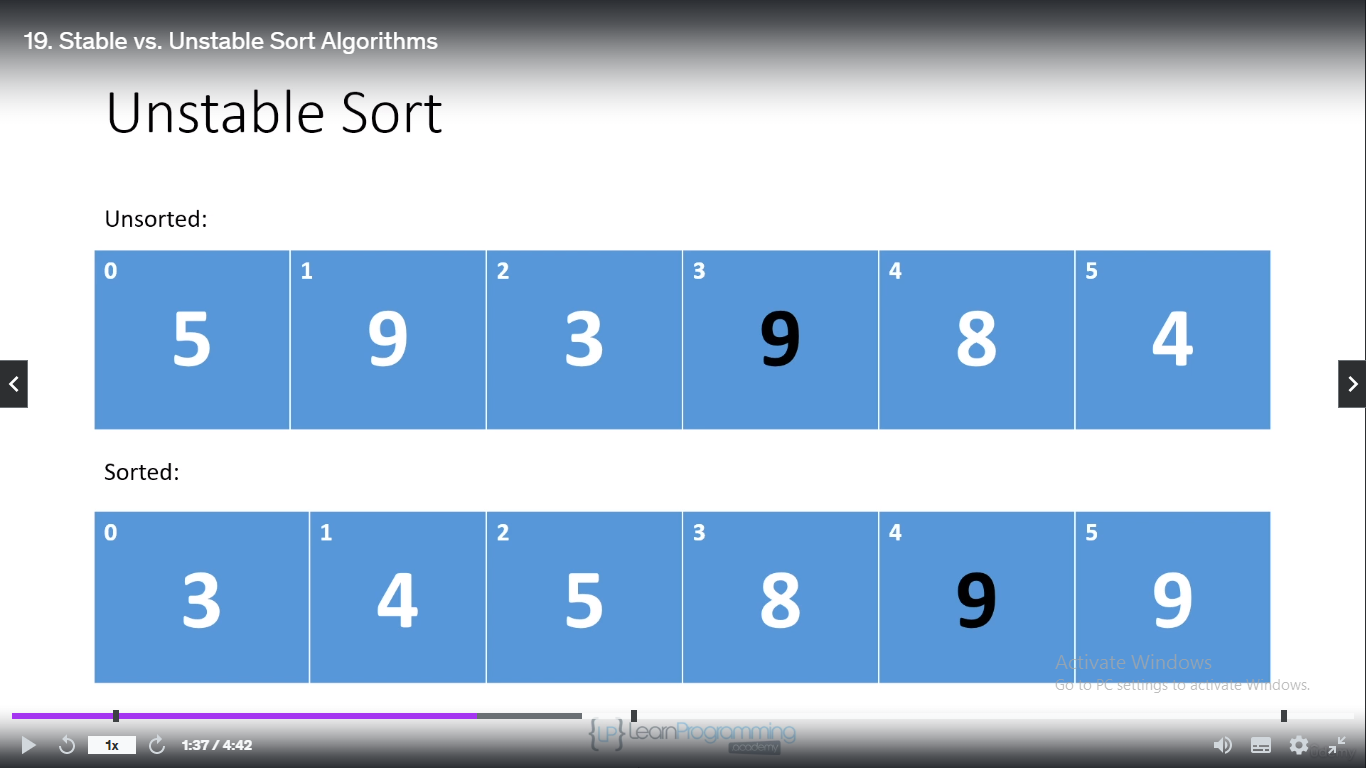 19. Stable vs. Unstable Sort Algorithms
Unstable Sort
Unsorted:
0 1 2 3 4 5
5 9 3 9 8 4
Sorted:
0 1 2 3 4 5
3 4 5 8 9 9
Activate Windows
Go to PC settings to activate Windows.
{LP} LearnProgramming
academy
1x 1:37 / 4:42